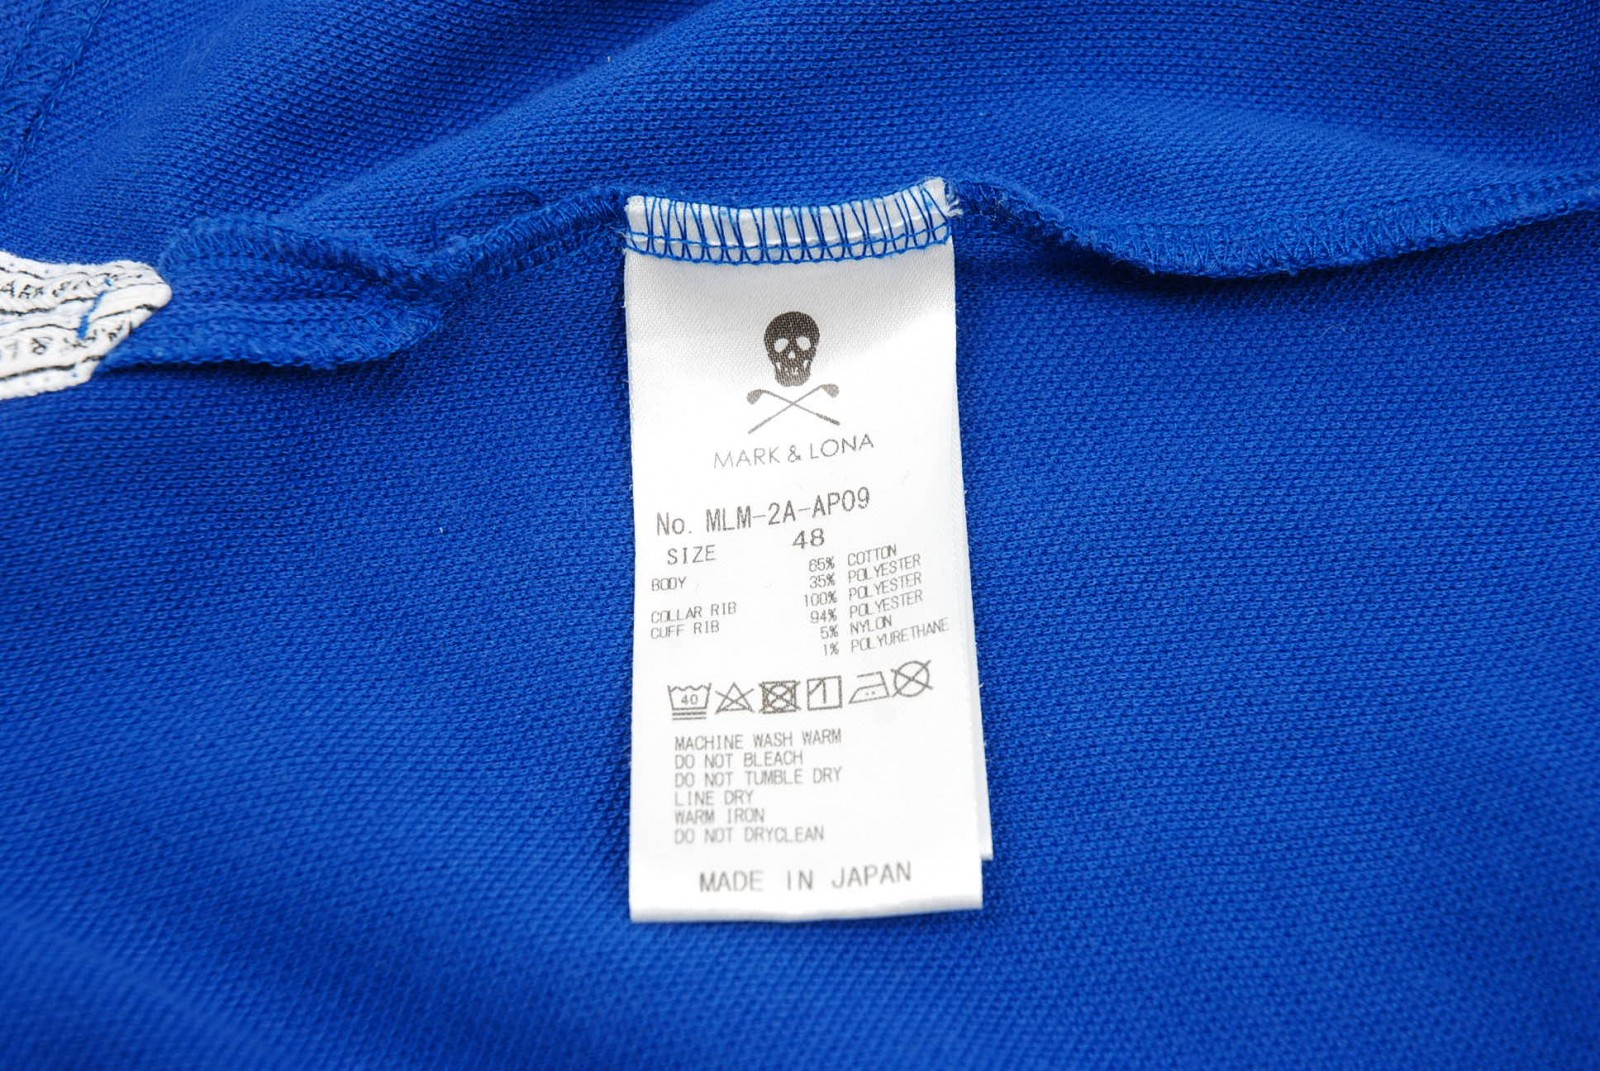 MARK & LONA
No. MLM-2A-AP09
SIZE 48
BODY 65% COTTON
35% POLYESTER
COLLAR RIB 100% POLYESTER
CUFF RIB 94% POLYESTER
5% NYLON
1% POLYURETHANE
40
MACHINE WASH WARM
DO NOT BLEACH
DO NOT TUMBLE DRY
LINE DRY
WARM IRON
DO NOT DRYCLEAN
MADE IN JAPAN